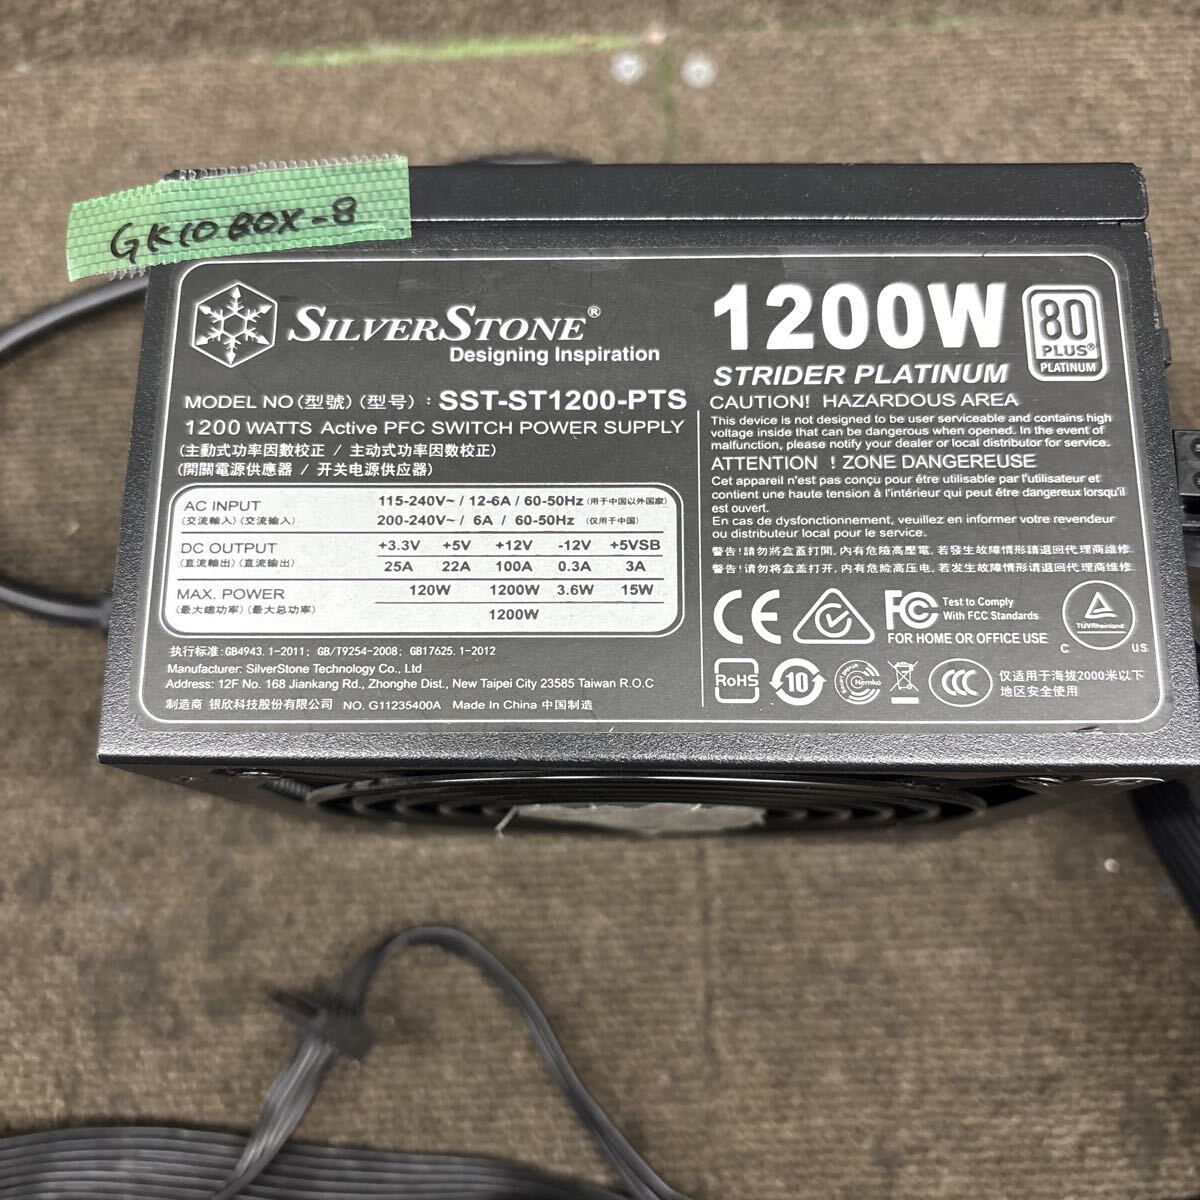 GK10 BOX-8
SILVERSTONE®
Designing Inspiration
MODEL NO(型號)(型号): SST-ST1200-PTS
1200 WATTS Active PFC SWITCH POWER SUPPLY
(主動式功率因數校正 / 主动式功率因数校正)
(開關電源供應器 / 开关电源供应器)
AC INPUT 115-240V~ / 12-6A / 60-50Hz (用于中国以外国家)
(交流輸入)(交流输入) 200-240V~ / 6A / 60-50Hz (仅用于中国)
DC OUTPUT +3.3V +5V +12V -12V +5VSB
(直流輸出)(直流输出) 25A 22A 100A 0.3A 3A
MAX. POWER 120W 1200W 3.6W 15W
(最大總功率)(最大总功率) 1200W
执行标准:GB4943.1-2011; GB/T9254-2008; GB17625.1-2012
Manufacturer: SilverStone Technology Co., Ltd
Address: 12F No. 168 Jiankang Rd., Zhonghe Dist., New Taipei City 23585 Taiwan R.O.C
制造商 银欣科技股份有限公司 NO. G11235400A Made In China 中国制造
1200W
80
PLUS®
PLATINUM
STRIDER PLATINUM
CAUTION! HAZARDOUS AREA
This device is not designed to be user serviceable and contains high
voltage inside that can be dangerous when opened. In the event of
malfunction, please notify your dealer or local distributor for service.
ATTENTION ! ZONE DANGEREUSE
Cet appareil n'est pas conçu pour être utilisé par l'utilisateur et
contient une haute tension à l'intérieur qui peut être dangereux lorsqu'il
est ouvert.
En cas de dysfonctionnement, veuillez en informer votre revendeur
ou distributeur local pour le service.
警告!請勿將盒蓋打開, 內有危險高壓電, 若發生故障情形請退回代理商維修.
警告!请勿将盒盖打开, 内有危险高压电, 若发生故障情形请退回代理商维修.
CE
FC Test to Comply
With FCC Standards
FOR HOME OR OFFICE USE
TÜVRheinland
C US
RoHS
10
Nemko
CCC
仅适用于海拔2000米以下
地区安全使用